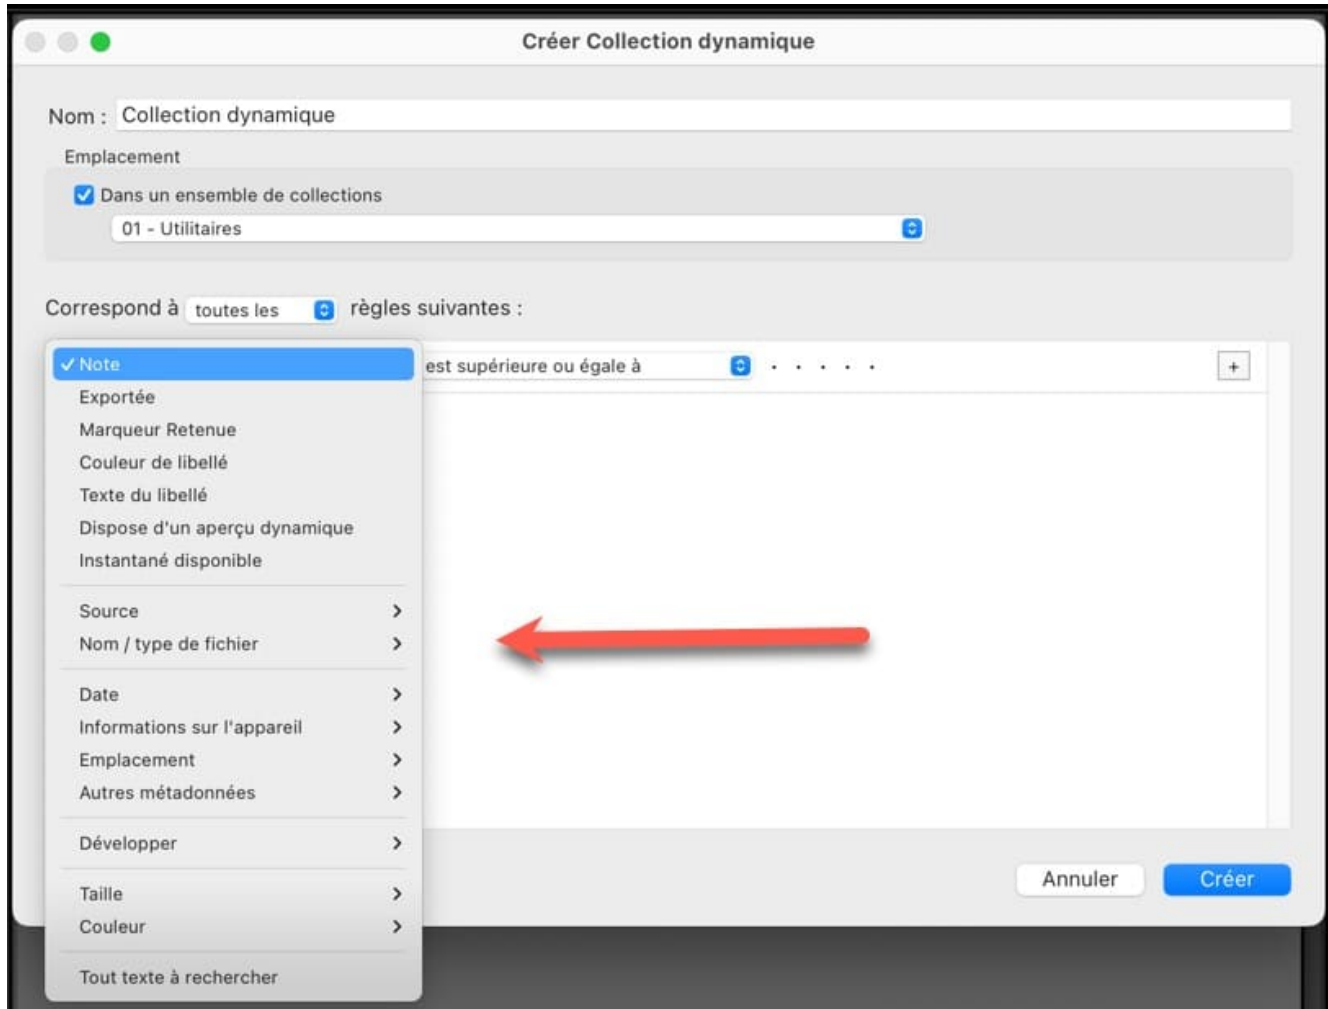 Créer Collection dynamique
Nom : Collection dynamique
Emplacement
Dans un ensemble de collections
01 - Utilitaires
Correspond à toutes les règles suivantes :
Note est supérieure ou égale à
Exportée
Marqueur Retenue
Couleur de libellé
Texte du libellé
Dispose d'un aperçu dynamique
Instantané disponible
Source
Nom / type de fichier
Date
Informations sur l'appareil
Emplacement
Autres métadonnées
Développer
Taille
Couleur
Tout texte à rechercher
Annuler Créer